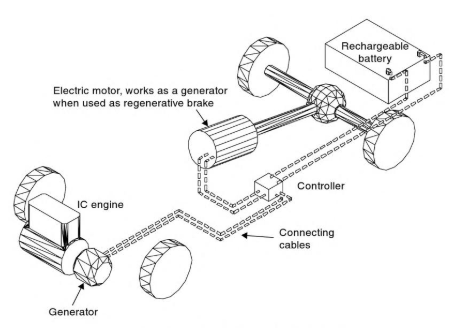 Rechargeable
battery
Electric motor, works as a generator
when used as regenerative brake
Controller
IC engine
Connecting
cables
Generator